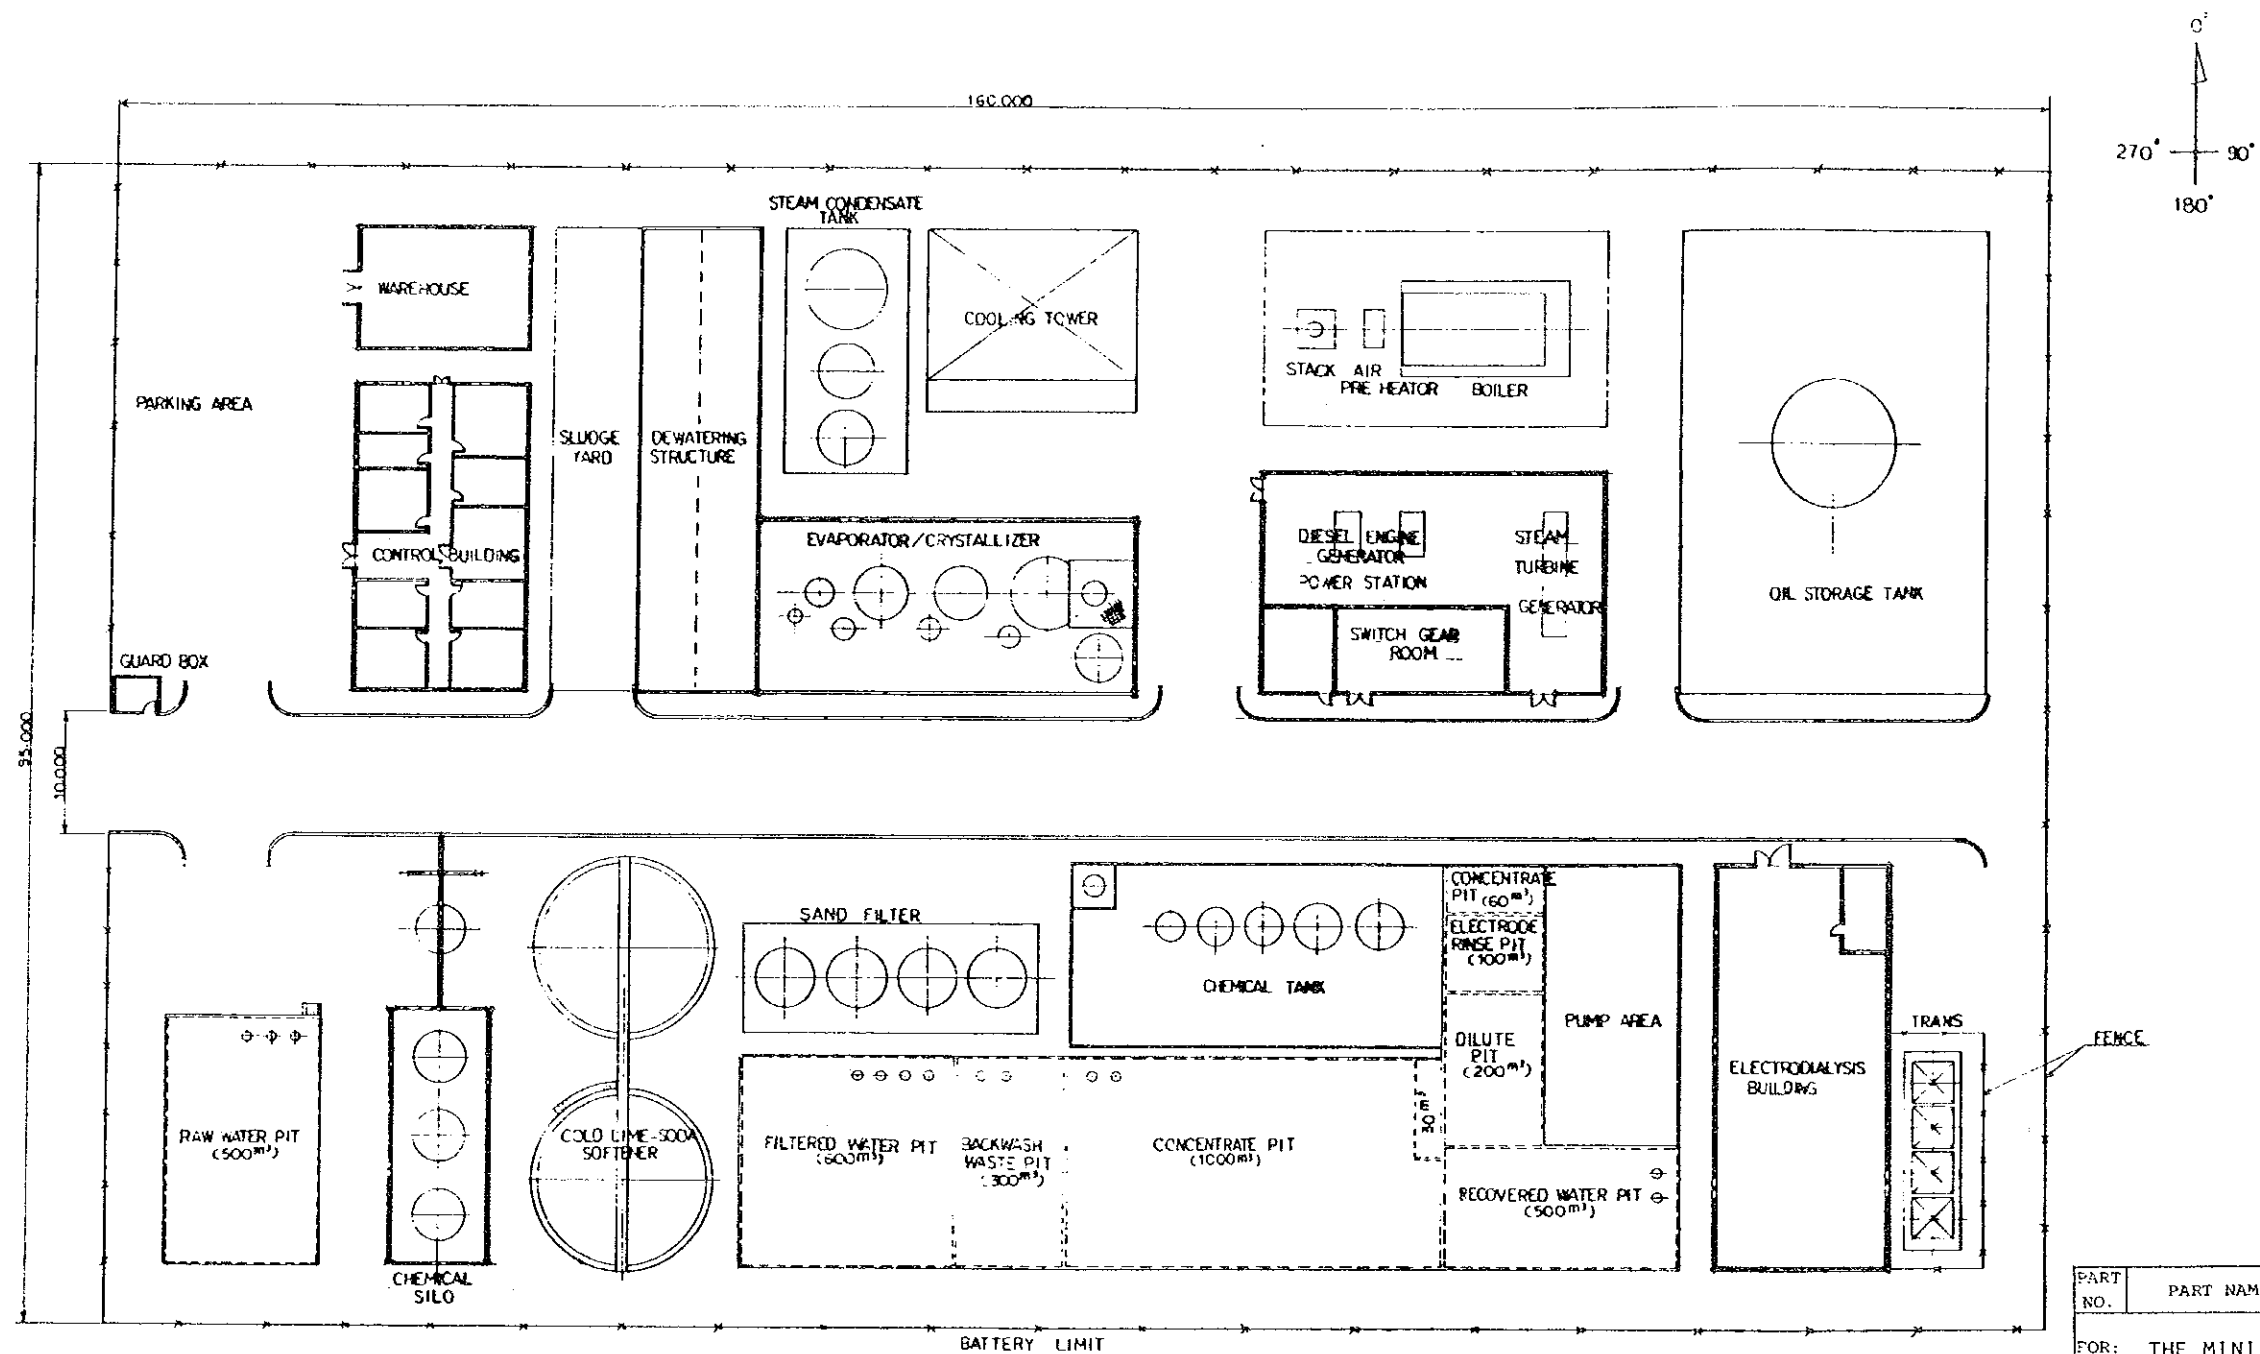 0°
160.000
270°
90°
180°
STEAM CONDENSATE
TANK
WAREHOUSE
COOLING TOWER
STACK
AIR
PRE HEATOR
BOILER
PARKING AREA
SLUDGE
YARD
DEWATERING
STRUCTURE
EVAPORATOR/CRYSTALLIZER
CONTROL BUILDING
DIESEL ENGINE
GENERATOR
POWER STATION
STEAM
TURBINE
GENERATOR
OIL STORAGE TANK
SWITCH GEAR
ROOM
GUARD BOX
95.000
10.000
CONCENTRATE
PIT (60m³)
SAND FILTER
ELECTRODE
RINSE PIT
(100m³)
CHEMICAL TANK
PUMP AREA
TRANS
DILUTE
PIT
(200m³)
FENCE
ELECTRODIALYSIS
BUILDING
RAW WATER PIT
(500m³)
COLD LIME-SODA
SOFTENER
FILTERED WATER PIT
(600m³)
BACKWASH
WASTE PIT
(300m³)
CONCENTRATE PIT
(1000m³)
30m³
RECOVERED WATER PIT
(500m³)
CHEMICAL
SILO
BATTERY LIMIT
PART
NO.
PART NAM
FOR: THE MINI